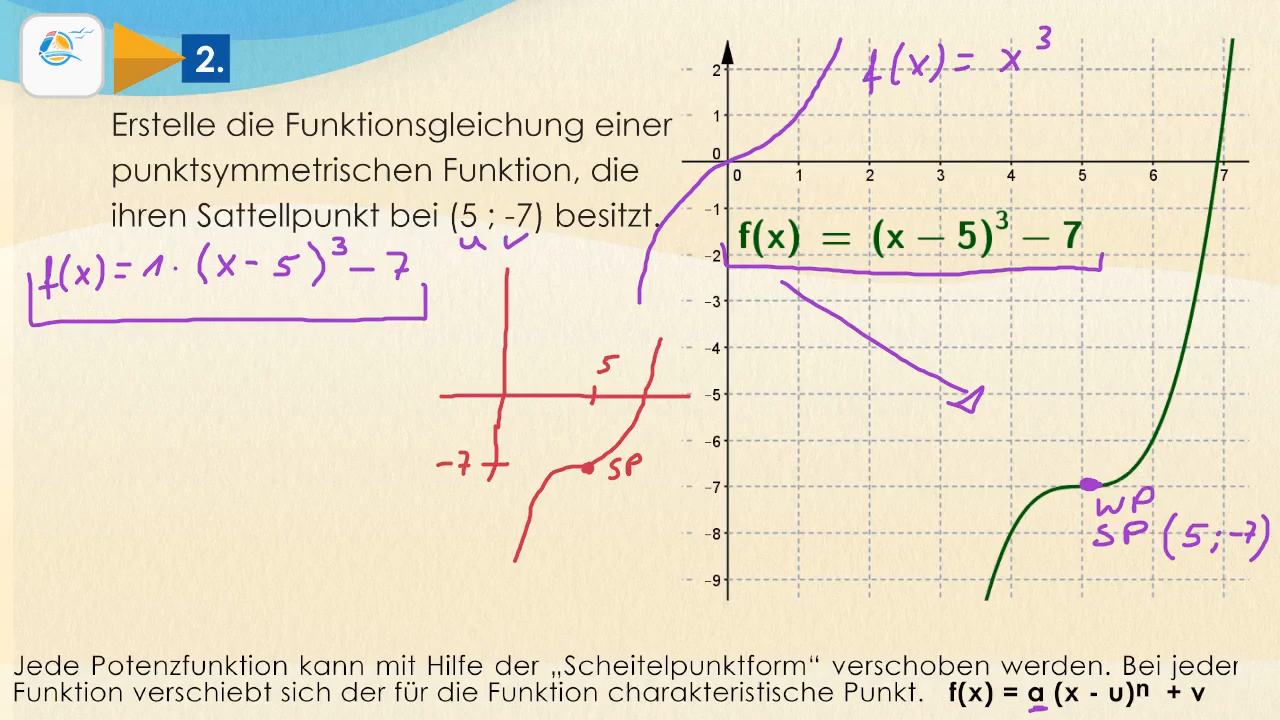 2.
Erstelle die Funktionsgleichung einer
punktsymmetrischen Funktion, die
ihren Sattellpunkt bei (5 ; -7) besitzt.
u v
f(x) = 1 · (x - 5)³ - 7
5
-7
SP
f(x) = x³
2
1
0
0 1 2 3 4 5 6 7
-1
f(x) = (x − 5)³ − 7
-2
-3
-4
-5
-6
-7
WP
SP (5 ; -7)
-8
-9
Jede Potenzfunktion kann mit Hilfe der „Scheitelpunktform“ verschoben werden. Bei jeder
Funktion verschiebt sich der für die Funktion charakteristische Punkt. f(x) = a (x - u)ⁿ + v